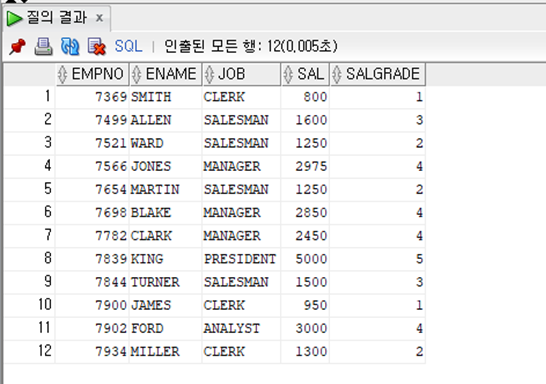 질의 결과 x
SQL | 인출된 모든 행: 12(0,005초)
EMPNO ENAME JOB SAL SALGRADE
1 7369 SMITH CLERK 800 1
2 7499 ALLEN SALESMAN 1600 3
3 7521 WARD SALESMAN 1250 2
4 7566 JONES MANAGER 2975 4
5 7654 MARTIN SALESMAN 1250 2
6 7698 BLAKE MANAGER 2850 4
7 7782 CLARK MANAGER 2450 4
8 7839 KING PRESIDENT 5000 5
9 7844 TURNER SALESMAN 1500 3
10 7900 JAMES CLERK 950 1
11 7902 FORD ANALYST 3000 4
12 7934 MILLER CLERK 1300 2